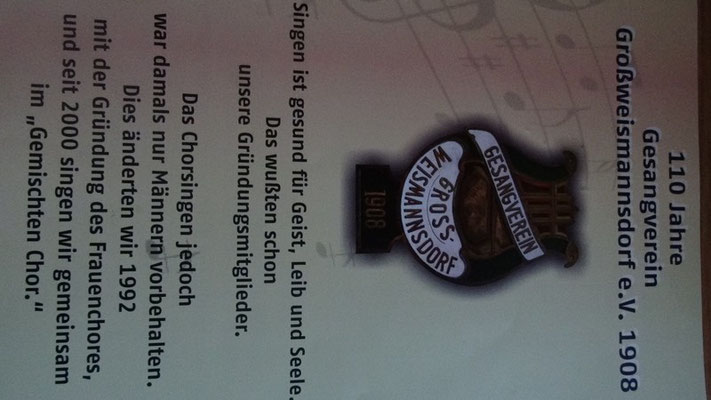 110 Jahre
Gesangverein
Großweismannsdorf e.V. 1908
GESANGVEREIN
GROSS-
WEISMANNSDORF
1908
Singen ist gesund für Geist, Leib und Seele.
Das wußten schon
unsere Gründungsmitglieder.
Das Chorsingen jedoch
war damals nur Männern vorbehalten.
Dies änderten wir 1992
mit der Gründung des Frauenchores,
und seit 2000 singen wir gemeinsam
im „Gemischten Chor.“